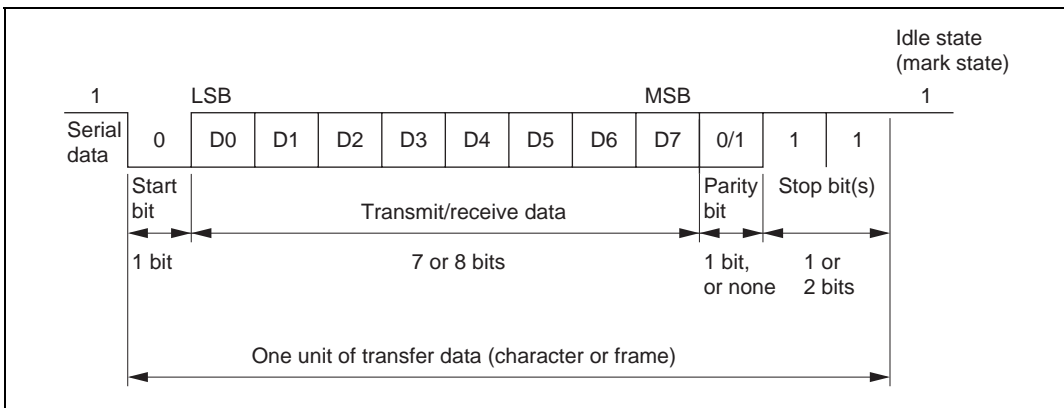 Idle state
(mark state)
1 LSB MSB 1
Serial
data
0 D0 D1 D2 D3 D4 D5 D6 D7 0/1 1 1
Start
bit
Transmit/receive data
Parity
bit
Stop bit(s)
1 bit
7 or 8 bits
1 bit,
or none
1 or
2 bits
One unit of transfer data (character or frame)